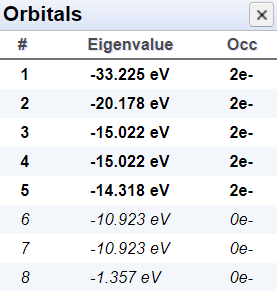 Orbitals ×
# Eigenvalue Occ
1 -33.225 eV 2e-
2 -20.178 eV 2e-
3 -15.022 eV 2e-
4 -15.022 eV 2e-
5 -14.318 eV 2e-
6 -10.923 eV 0e-
7 -10.923 eV 0e-
8 -1.357 eV 0e-